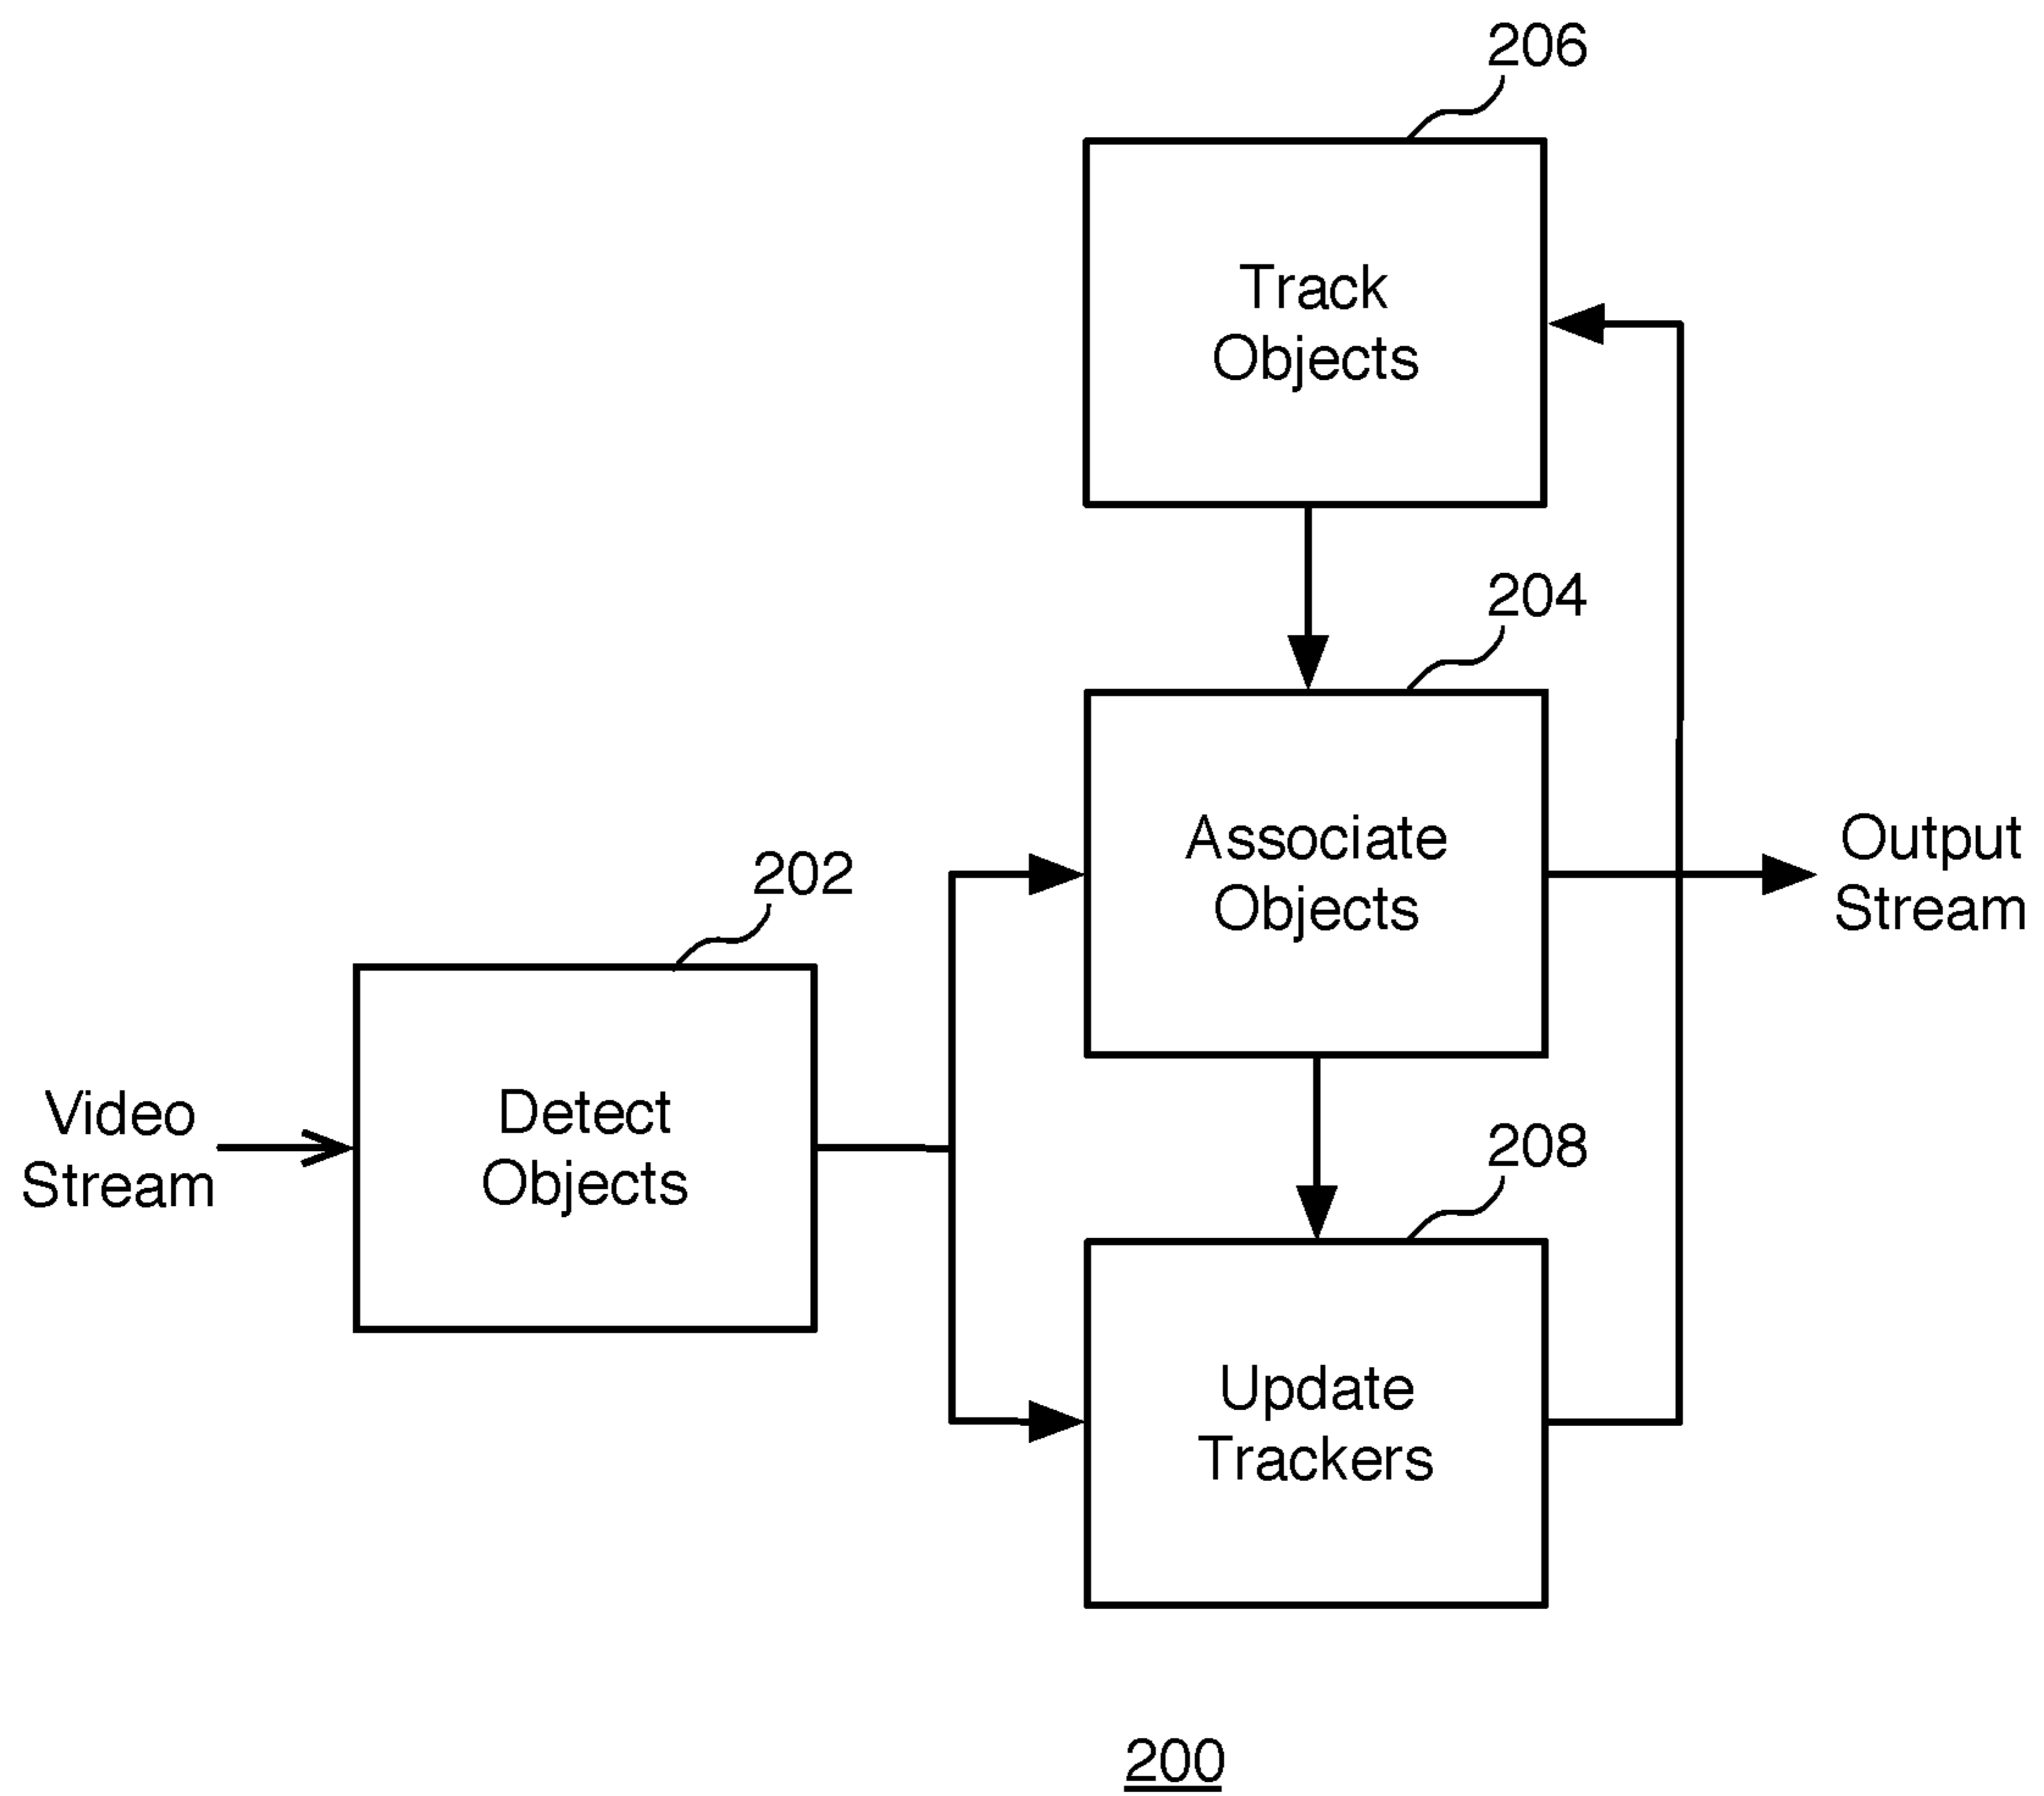 206
Track
Objects
204
Associate
Objects
Output
Stream
202
Detect
Objects
Video
Stream
208
Update
Trackers
200